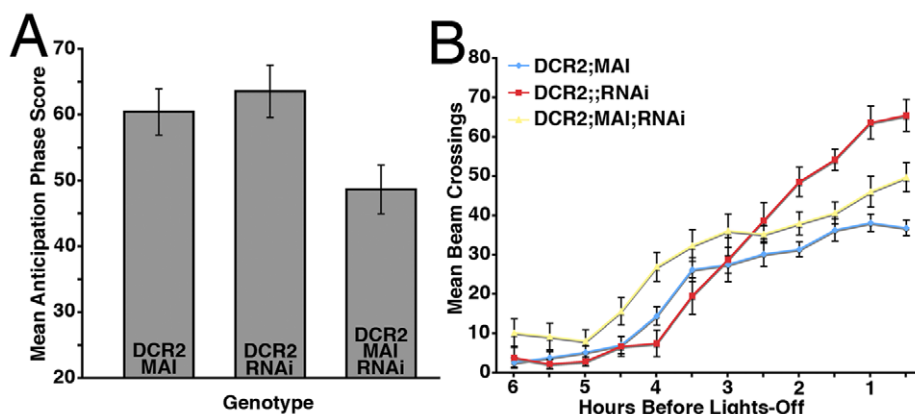 A
Mean Anticipation Phase Score
70
60
50
40
30
20
DCR2
MAI
DCR2
RNAi
DCR2
MAI
RNAi
Genotype
B
Mean Beam Crossings
80
70
60
50
40
30
20
10
0
DCR2;MAI
DCR2;;RNAi
DCR2;MAI;RNAi
6 5 4 3 2 1
Hours Before Lights-Off